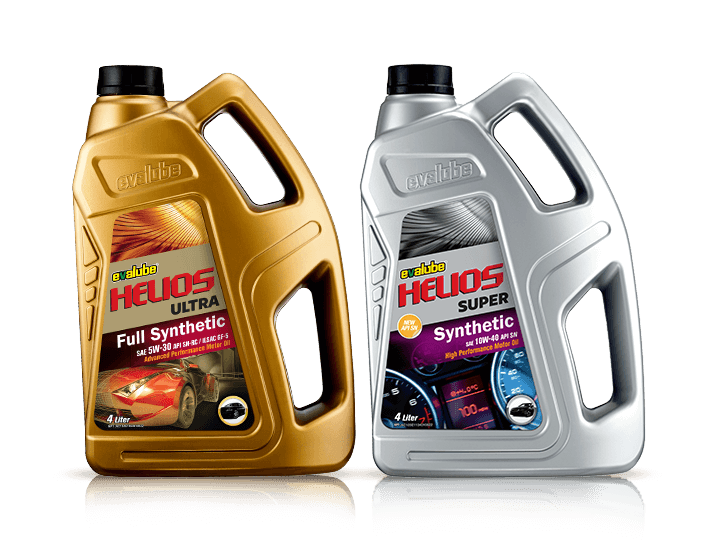 evalube
evalube
HELIOS
ULTRA
Full Synthetic
SAE 5W-30 API SN-RC / ILSAC GF-5
Advanced Performance Motor Oil
4 Liter
evalube
evalube
HELIOS
SUPER
NEW
API SN
Synthetic
SAE 10W-40 API SN
High Performance Motor Oil
4 Liter
100